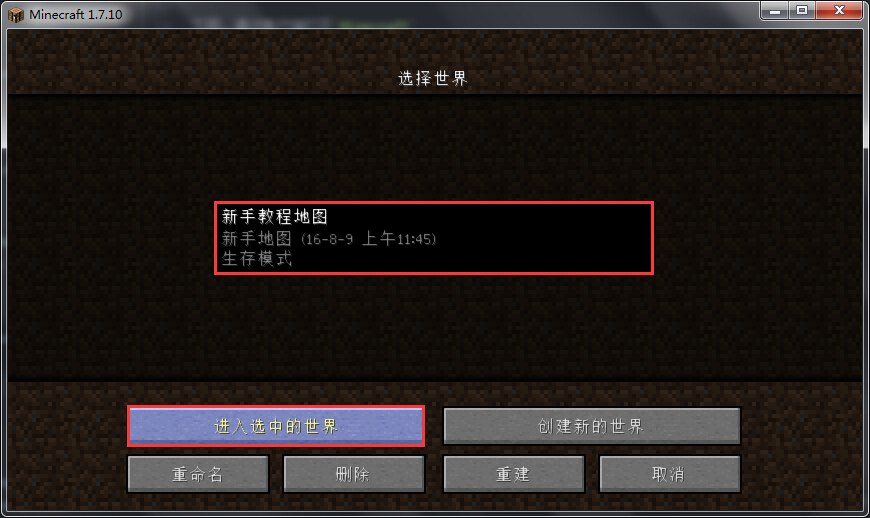 Minecraft 1.7.10
选择世界
新手教程地图
新手地图 (16-8-9 上午11:45)
生存模式
进入选中的世界
创建新的世界
重命名
删除
重建
取消